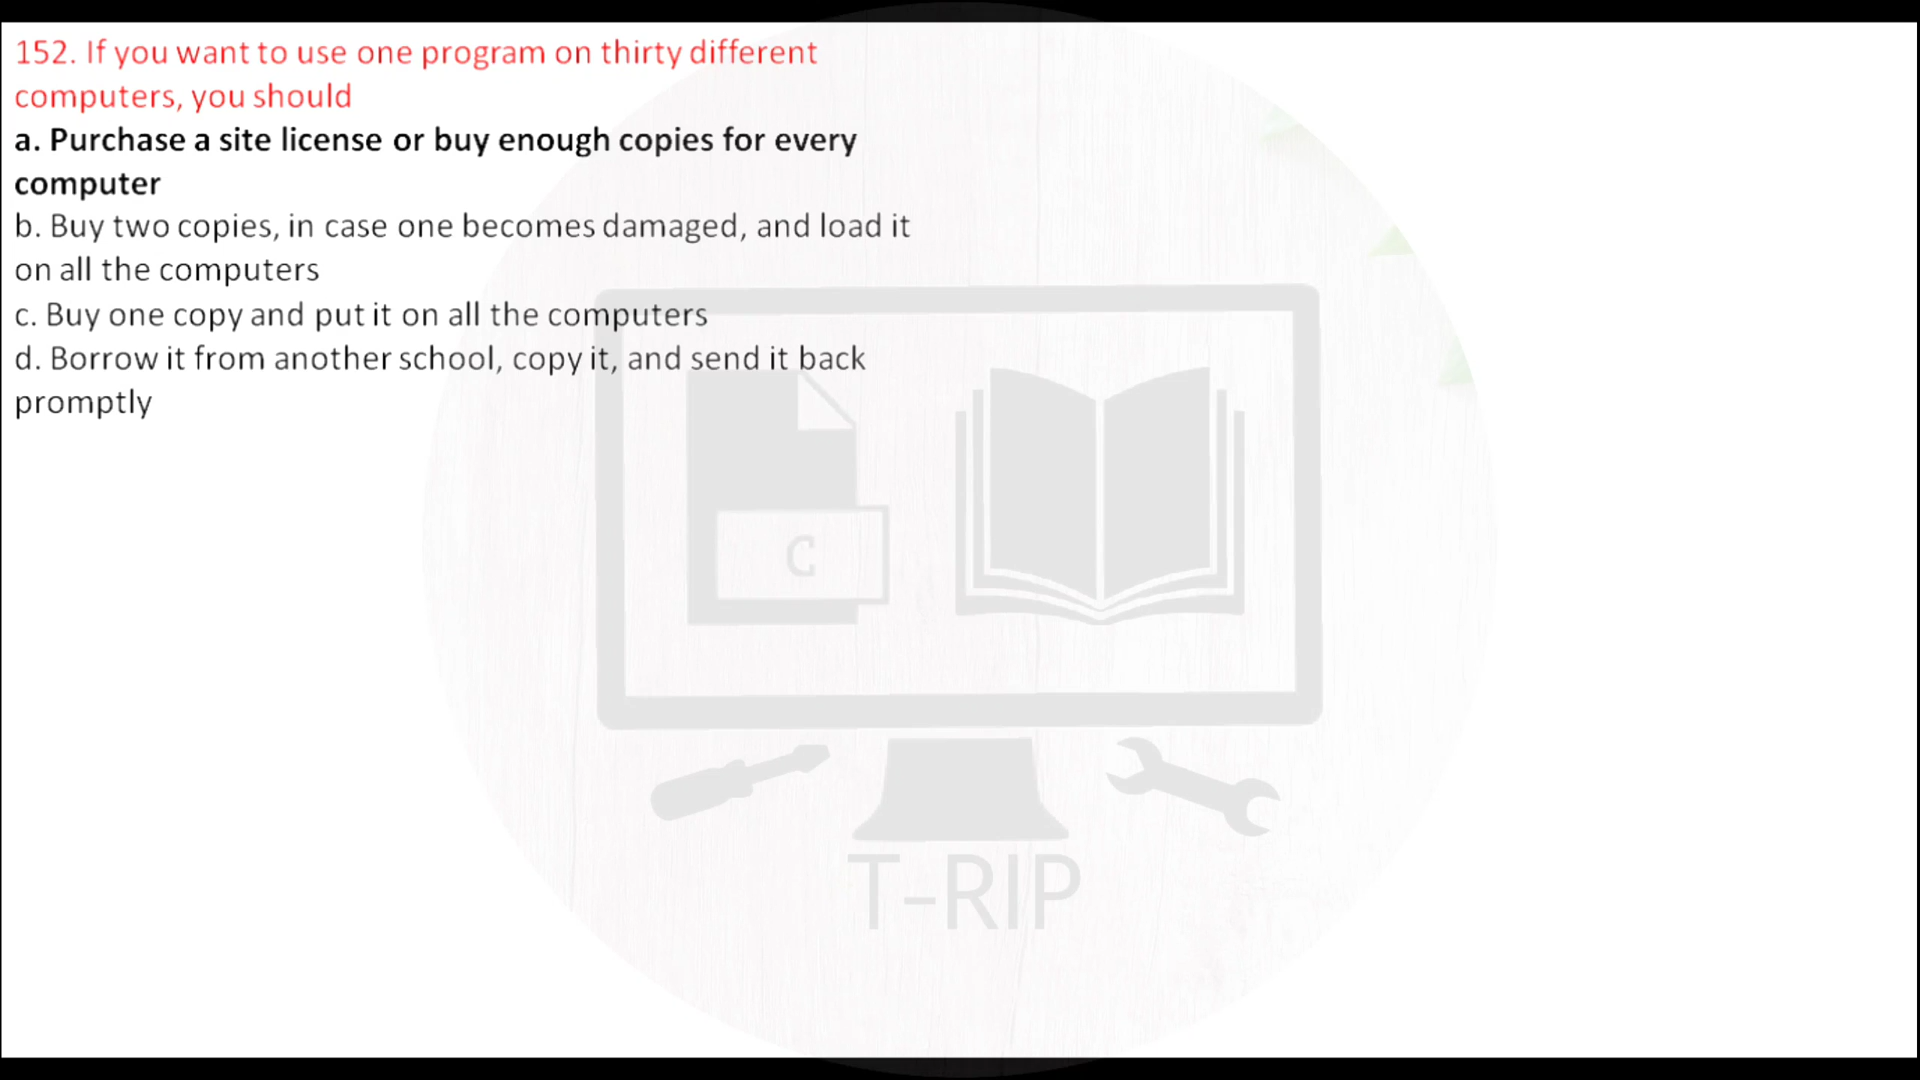 152. If you want to use one program on thirty different
computers, you should
a. Purchase a site license or buy enough copies for every
computer
b. Buy two copies, in case one becomes damaged, and load it
on all the computers
c. Buy one copy and put it on all the computers
d. Borrow it from another school, copy it, and send it back
promptly
C
T-RIP